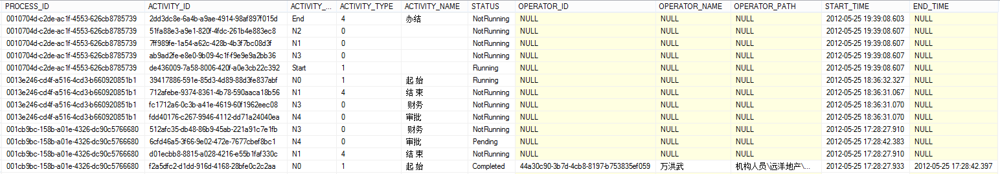 PROCESS_ID ACTIVITY_ID ACTIVITY_... ACTIVITY_TYPE ACTIVITY_NAME STATUS OPERATOR_ID OPERATOR_NAME OPERATOR_PATH START_TIME END_TIME
0010704d-c2de-ac1f-4553-626cb8785739 2dd3dc8e-6a4b-a9ae-4914-98af897f015d End 4 办结 NotRunning NULL NULL NULL 2012-05-25 19:39:08.603 NULL
0010704d-c2de-ac1f-4553-626cb8785739 51fa88e3-a9e1-820f-4fdc-261b4e883ec8 N2 0 NotRunning NULL NULL NULL 2012-05-25 19:39:08.607 NULL
0010704d-c2de-ac1f-4553-626cb8785739 7ff989fe-1a54-a62c-428b-4b3f7bc08d3f N1 0 NotRunning NULL NULL NULL 2012-05-25 19:39:08.607 NULL
0010704d-c2de-ac1f-4553-626cb8785739 ab9ad2fe-e8e0-9b09-4c1f-f9e9e9a2bb36 N3 0 NotRunning NULL NULL NULL 2012-05-25 19:39:08.607 NULL
0010704d-c2de-ac1f-4553-626cb8785739 de436009-7a58-8006-420f-a0e3cb22c392 Start 1 Running NULL NULL NULL 2012-05-25 19:39:08.607 NULL
0013e246-cd4f-a516-4cd3-b660920851b1 39417886-591e-85d3-4d89-88d3fe837abf N0 1 起 始 Running NULL NULL NULL 2012-05-25 18:36:32.327 NULL
0013e246-cd4f-a516-4cd3-b660920851b1 712afebe-9374-8361-4b78-590aaca18b56 N1 4 结 束 NotRunning NULL NULL NULL 2012-05-25 18:36:31.067 NULL
0013e246-cd4f-a516-4cd3-b660920851b1 fc1712a6-0c3b-a41e-4619-60f1962eec08 N3 0 财务 NotRunning NULL NULL NULL 2012-05-25 18:36:31.070 NULL
0013e246-cd4f-a516-4cd3-b660920851b1 fdd40176-c267-9946-4112-dd71a24040ea N4 0 审批 NotRunning NULL NULL NULL 2012-05-25 18:36:31.070 NULL
001cb9bc-158b-a01e-4326-dc90c5766680 512afc35-db48-86b9-45ab-221a91c7e1fb N3 0 财务 NotRunning NULL NULL NULL 2012-05-25 17:28:27.910 NULL
001cb9bc-158b-a01e-4326-dc90c5766680 6cfd46a5-3f66-9e02-472e-7677cbef8bc1 N4 0 审批 Pending NULL NULL NULL 2012-05-25 17:28:42.383 NULL
001cb9bc-158b-a01e-4326-dc90c5766680 d01ecbb8-8815-a028-4216-e55b1faf330c N1 4 结 束 NotRunning NULL NULL NULL 2012-05-25 17:28:27.910 NULL
001cb9bc-158b-a01e-4326-dc90c5766680 f2a5dfc2-d1dd-916d-4168-28bfe0c2c2aa N0 1 起 始 Completed 44a30c90-3b7d-4cb8-8197-b753835ef059 万洪武 机构人员\远洋地产\... 2012-05-25 17:28:27.933 2012-05-25 17:28:42.397